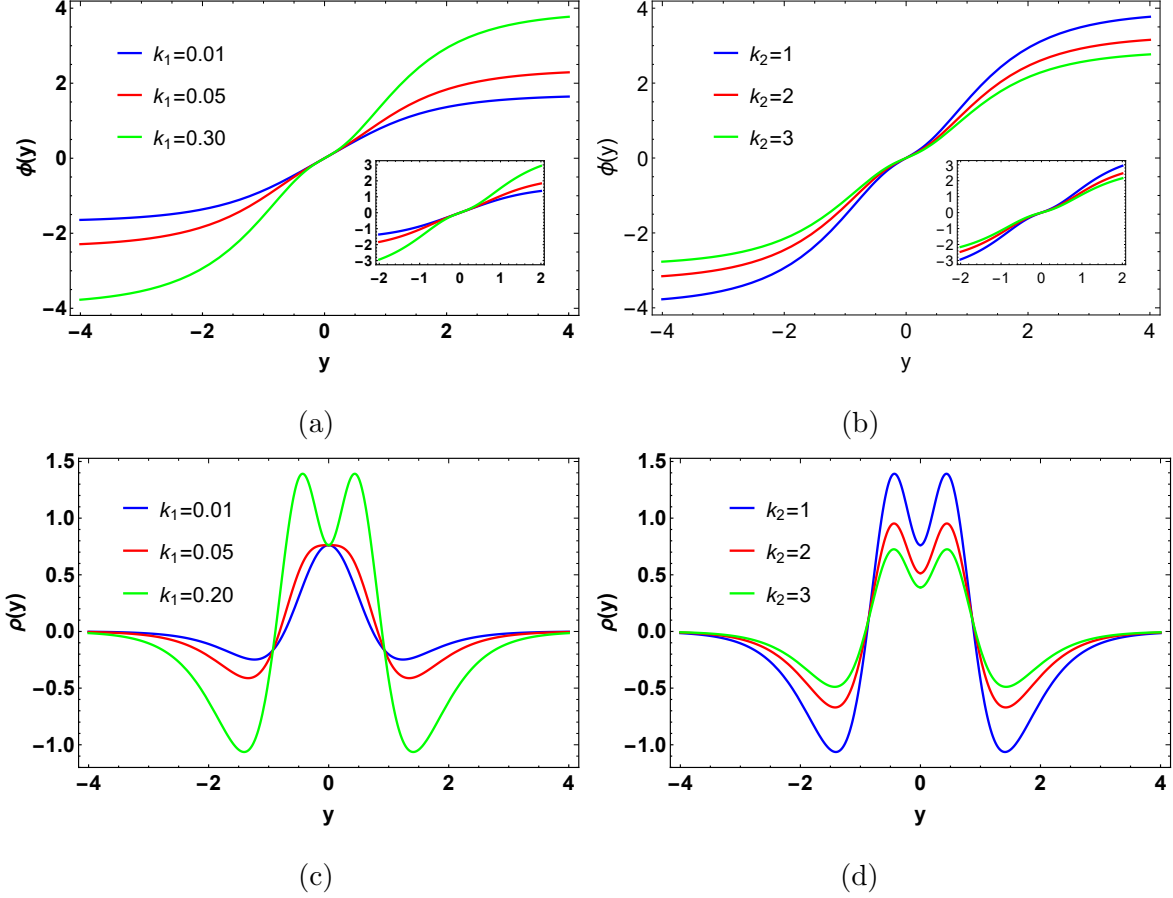 4
2
0
−2
−4
ϕ(y)
k₁=0.01
k₁=0.05
k₁=0.30
3
2
1
0
−1
−2
−3
−2 −1 0 1 2
−4 −2 0 2 4
y
(a)
4
2
0
−2
−4
ϕ(y)
k₂=1
k₂=2
k₂=3
3
2
1
0
−1
−2
−3
−2 −1 0 1 2
−4 −2 0 2 4
y
(b)
1.5
1.0
0.5
0.0
−0.5
−1.0
ρ(y)
k₁=0.01
k₁=0.05
k₁=0.20
−4 −2 0 2 4
y
(c)
1.5
1.0
0.5
0.0
−0.5
−1.0
ρ(y)
k₂=1
k₂=2
k₂=3
−4 −2 0 2 4
y
(d)